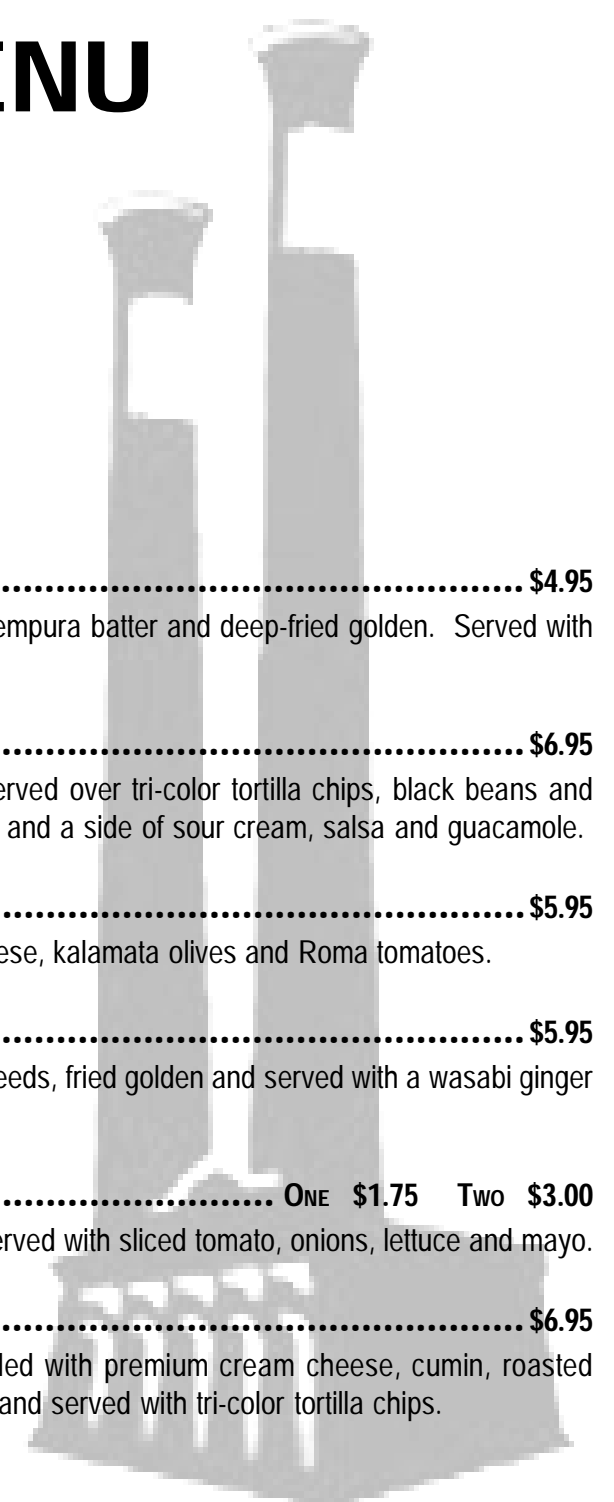 ENU
.................................................. $4.95
empura batter and deep-fried golden. Served with
.................................................. $6.95
erved over tri-color tortilla chips, black beans and
and a side of sour cream, salsa and guacamole.
.................................................. $5.95
ese, kalamata olives and Roma tomatoes.
.................................................. $5.95
eeds, fried golden and served with a wasabi ginger
.......................... ONE $1.75 TWO $3.00
erved with sliced tomato, onions, lettuce and mayo.
.................................................. $6.95
led with premium cream cheese, cumin, roasted
and served with tri-color tortilla chips.